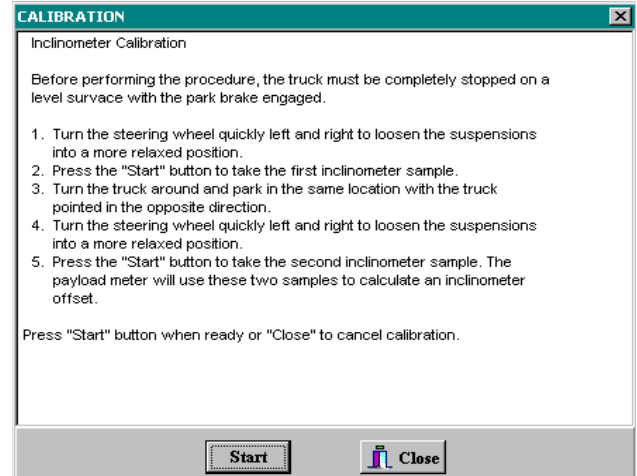 CALIBRATION
Inclinometer Calibration
Before performing the procedure, the truck must be completely stopped on a
level survace with the park brake engaged.
1. Turn the steering wheel quickly left and right to loosen the suspensions
into a more relaxed position.
2. Press the "Start" button to take the first inclinometer sample.
3. Turn the truck around and park in the same location with the truck
pointed in the opposite direction.
4. Turn the steering wheel quickly left and right to loosen the suspensions
into a more relaxed position.
5. Press the "Start" button to take the second inclinometer sample. The
payload meter will use these two samples to calculate an inclinometer
offset.
Press "Start" button when ready or "Close" to cancel calibration.
Start Close